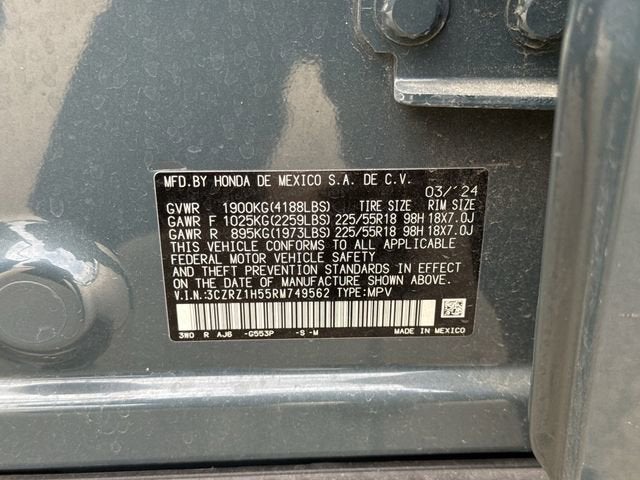 MFD.BY HONDA DE MEXICO S.A. DE C.V. 03/'24
GVWR 1900KG(4188LBS) TIRE SIZE RIM SIZE
GAWR F 1025KG(2259LBS) 225/55R18 98H 18X7.0J
GAWR R 895KG(1973LBS) 225/55R18 98H 18X7.0J
THIS VEHICLE CONFORMS TO ALL APPLICABLE
FEDERAL MOTOR VEHICLE SAFETY
AND THEFT PREVENTION STANDARDS IN EFFECT
ON THE DATE OF MANUFACTURE SHOWN ABOVE.
V.I.N.:3CZRZ1H55RM749562 TYPE:MPV
3W0 R AJ6 -G553P -S -M MADE IN MEXICO